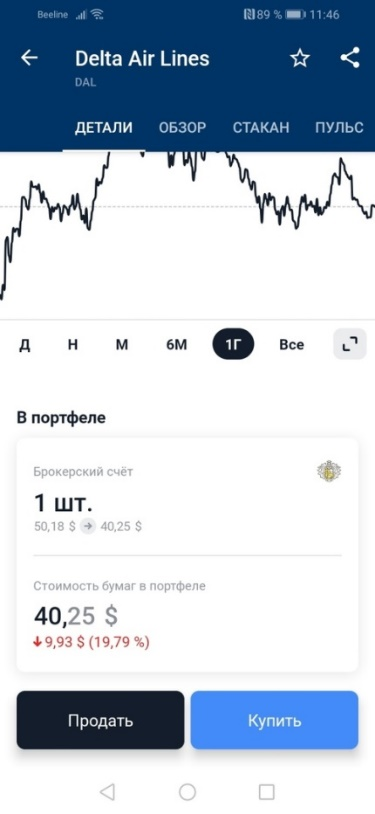 Beeline 89 % 11:46
Delta Air Lines
DAL
ДЕТАЛИ ОБЗОР СТАКАН ПУЛЬС
Д Н М 6М 1Г Все
В портфеле
Брокерский счёт
1 шт.
50,18 $ → 40,25 $
Стоимость бумаг в портфеле
40,25 $
↓9,93 $ (19,79 %)
Продать Купить